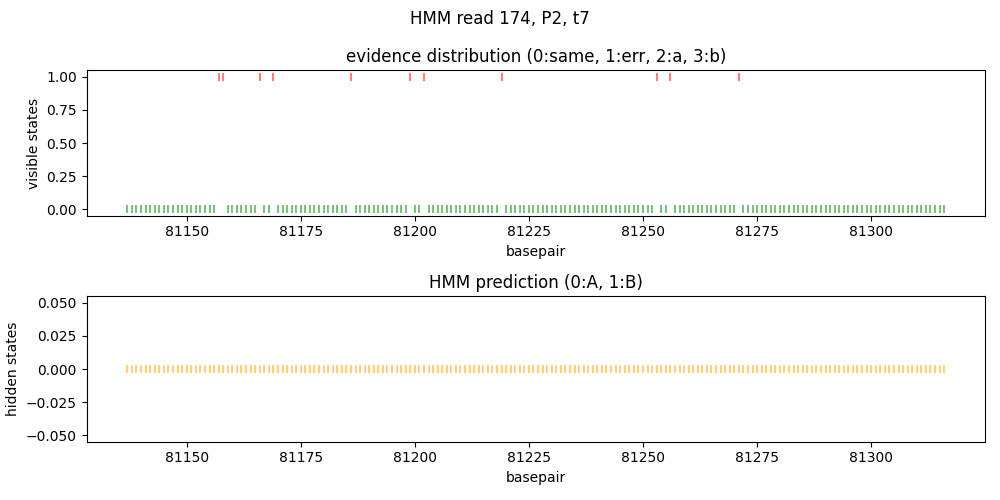 HMM read 174, P2, t7
evidence distribution (0:same, 1:err, 2:a, 3:b)
1.00
0.75
0.50
0.25
0.00
visible states
81150 81175 81200 81225 81250 81275 81300
basepair
HMM prediction (0:A, 1:B)
0.050
0.025
0.000
−0.025
−0.050
hidden states
81150 81175 81200 81225 81250 81275 81300
basepair